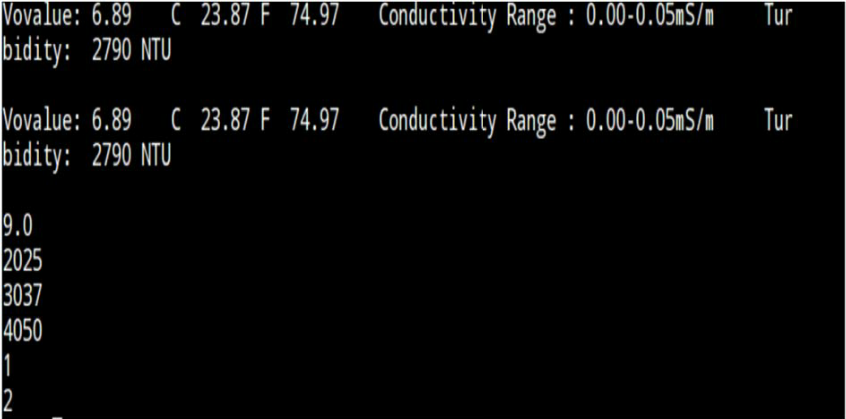 Vovalue: 6.89 C 23.87 F 74.97 Conductivity Range : 0.00-0.05mS/m Tur
bidity: 2790 NTU
Vovalue: 6.89 C 23.87 F 74.97 Conductivity Range : 0.00-0.05mS/m Tur
bidity: 2790 NTU
9.0
2025
3037
4050
1
2